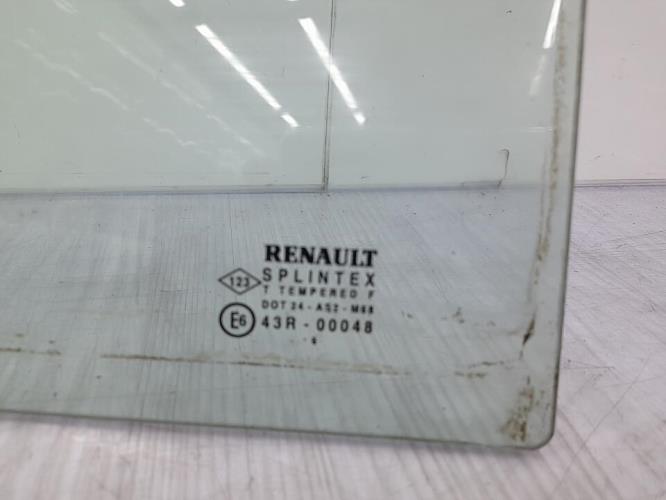 RENAULT
123 SPLINTEX
T TEMPERED F
DOT 24 - AS2 - M68
E6 43R - 00048